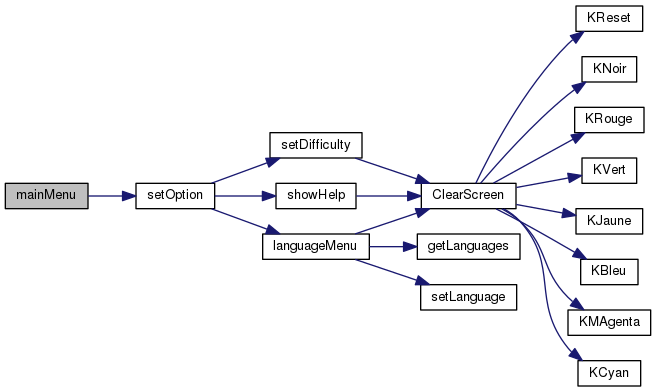 KReset
KNoir
KRouge
setDifficulty
KVert
mainMenu
setOption
showHelp
ClearScreen
KJaune
languageMenu
getLanguages
KBleu
setLanguage
KMAgenta
KCyan